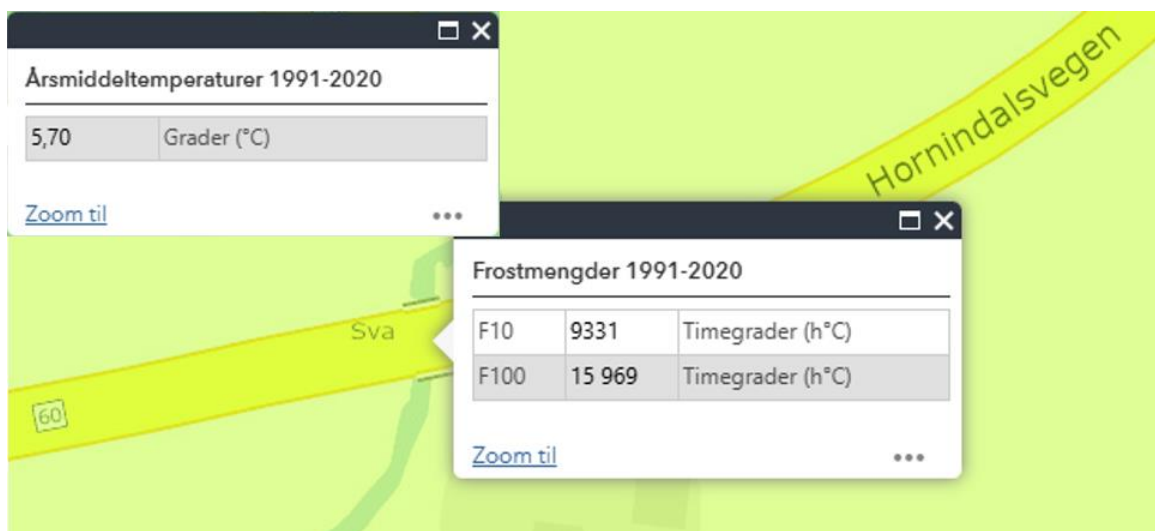 Årsmiddeltemperaturer 1991-2020
5,70 Grader (°C)
Zoom til
Hornindalsvegen
Frostmengder 1991-2020
F10 9331 Timegrader (h°C)
F100 15 969 Timegrader (h°C)
Zoom til
Sva
60